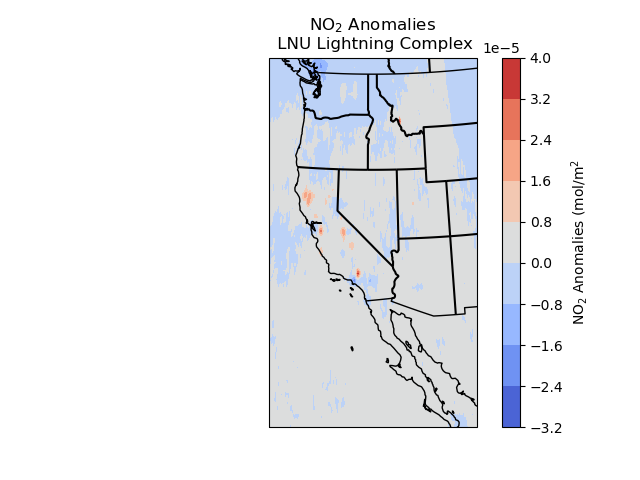 NO₂ Anomalies
LNU Lightning Complex
1e−5
4.0
3.2
2.4
1.6
0.8
0.0
−0.8
−1.6
−2.4
−3.2
NO₂ Anomalies (mol/m²